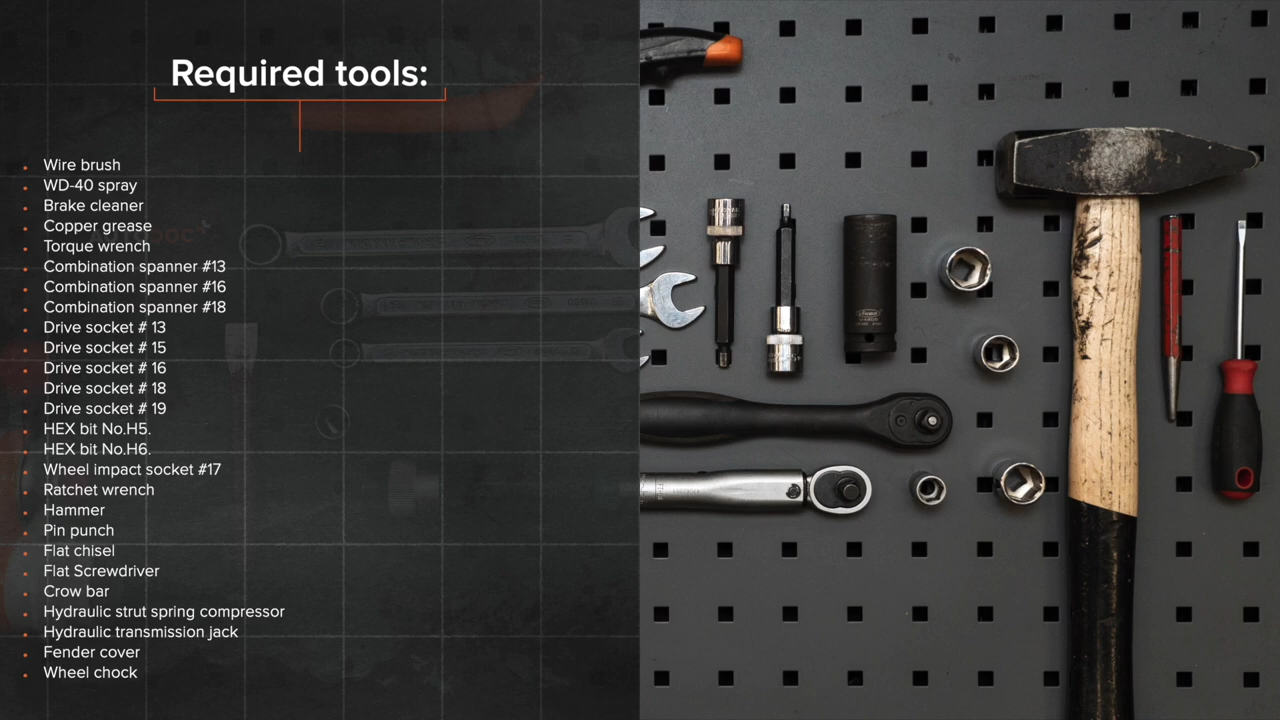 Required tools:
Wire brush
WD-40 spray
Brake cleaner
Copper grease
Torque wrench
Combination spanner #13
Combination spanner #16
Combination spanner #18
Drive socket # 13
Drive socket # 15
Drive socket # 16
Drive socket # 18
Drive socket # 19
HEX bit No.H5.
HEX bit No.H6.
Wheel impact socket #17
Ratchet wrench
Hammer
Pin punch
Flat chisel
Flat Screwdriver
Crow bar
Hydraulic strut spring compressor
Hydraulic transmission jack
Fender cover
Wheel chock